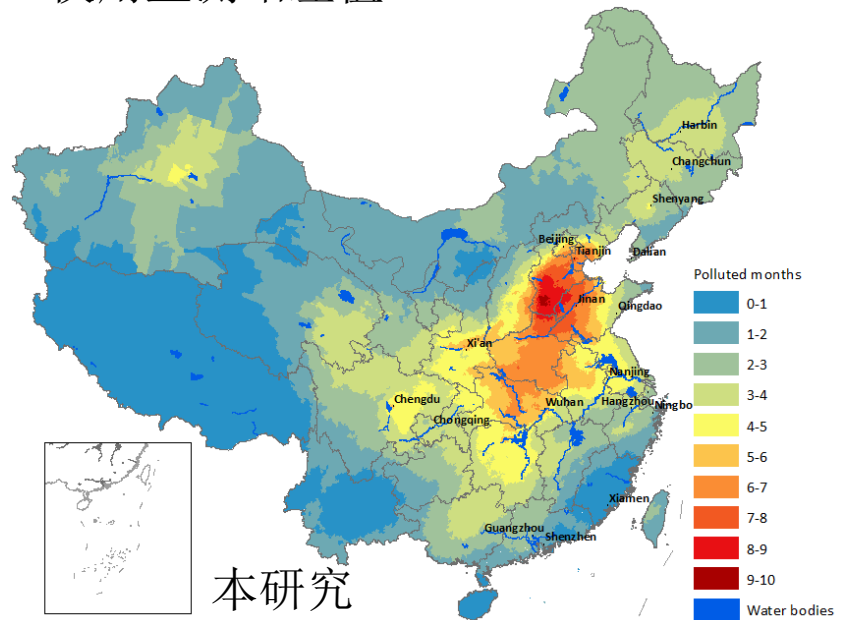 Harbin
Changchun
Shenyang
Beijing
Tianjin
Dalian
Polluted months
0-1
Jinan
Qingdao
1-2
Xi'an
2-3
Nanjing
3-4
Chengdu
Wuhan
Hangzhou
Ningbo
Chongqing
4-5
5-6
6-7
Xiamen
7-8
Guangzhou
Shenzhen
8-9
9-10
本研究
Water bodies